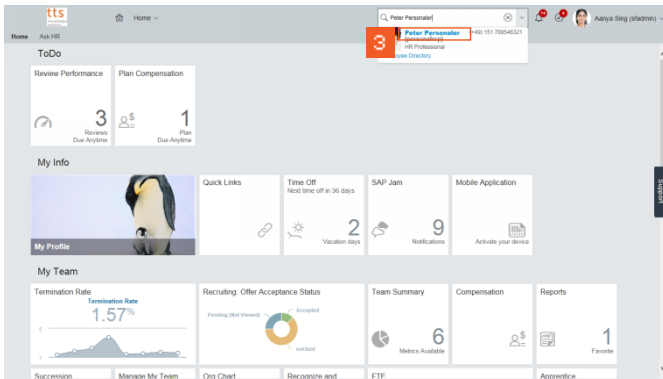 tts
Home
Peter Personaler
Aanya Sing (sfadmin)
Home Ask HR
3
Peter Personaler
+49) 151 789546321
HR Professional
yee Directory
ToDo
Review Performance
Plan Compensation
3
Reviews
Due Anytime
1
Plan
Due Anytime
My Info
My Profile
Quick Links
Time Off
Next time off in 36 days
2
Vacation days
SAP Jam
9
Notifications
Mobile Application
Activate your device
Support
My Team
Termination Rate
Termination Rate
1.57%
Recruiting: Offer Acceptance Status
Pending (Not Viewed)
Accepted
Team Summary
6
Metrics Available
Compensation
Reports
1
Favorite
Succession
Manage My Team
Org Chart
Recognize and
FTE
Apprentice